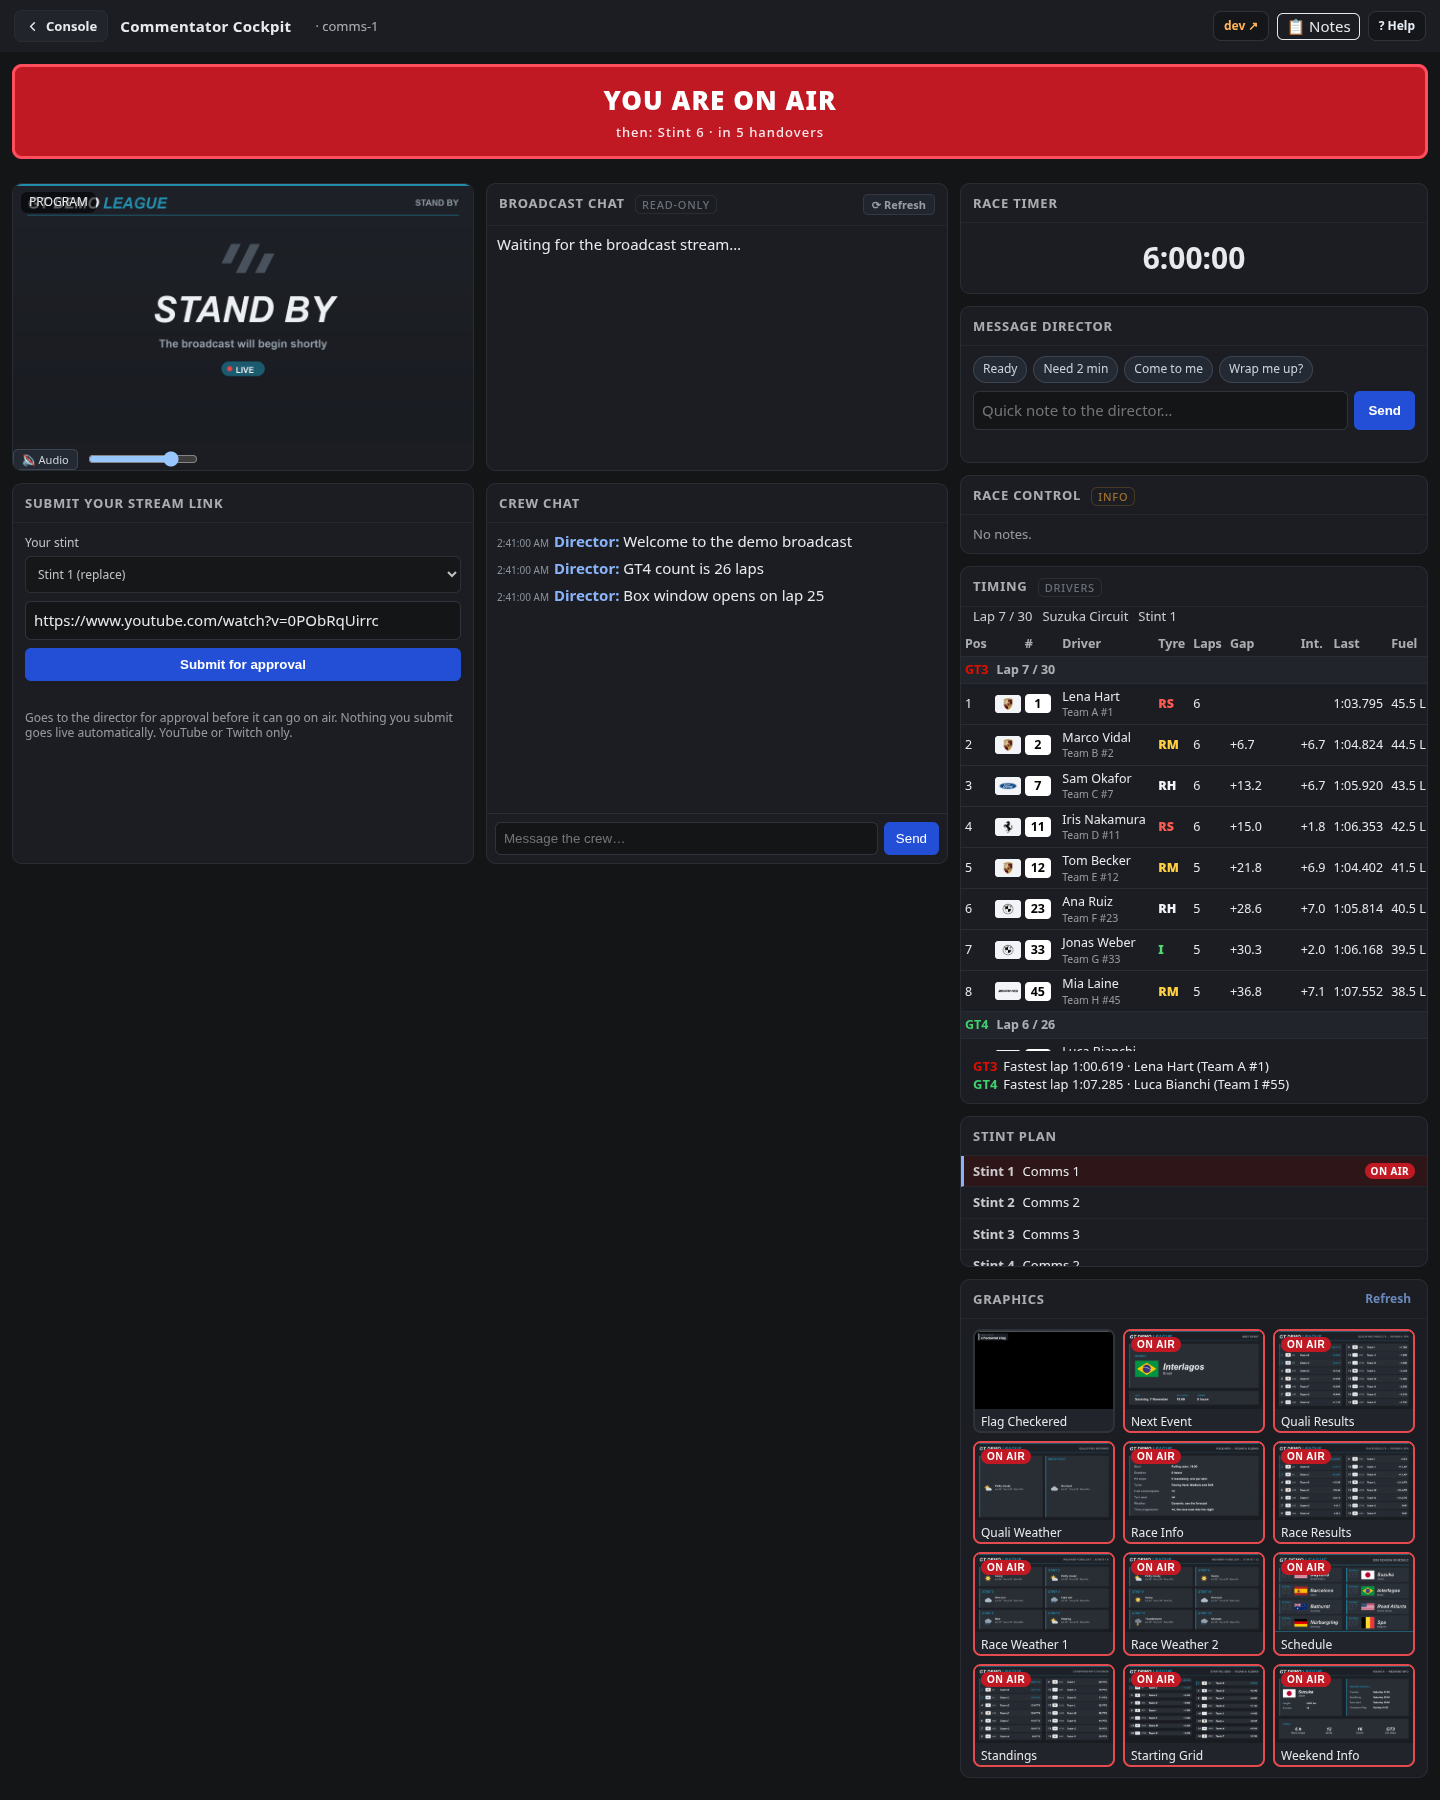 Console
Commentator Cockpit
· comms-1
dev ↗
📋 Notes
? Help
YOU ARE ON AIR
then: Stint 6 · in 5 handovers
PROGRAM
LEAGUE
STAND BY
STAND BY
The broadcast will begin shortly
LIVE
Audio
BROADCAST CHAT READ-ONLY
⟳ Refresh
Waiting for the broadcast stream…
RACE TIMER
6:00:00
MESSAGE DIRECTOR
Ready
Need 2 min
Come to me
Wrap me up?
Quick note to the director…
Send
SUBMIT YOUR STREAM LINK
Your stint
Stint 1 (replace)
https://www.youtube.com/watch?v=0PObRqUirrc
Submit for approval
Goes to the director for approval before it can go on air. Nothing you submit
goes live automatically. YouTube or Twitch only.
CREW CHAT
2:41:00 AM Director: Welcome to the demo broadcast
2:41:00 AM Director: GT4 count is 26 laps
2:41:00 AM Director: Box window opens on lap 25
Message the crew…
Send
RACE CONTROL INFO
No notes.
TIMING DRIVERS
Lap 7 / 30 Suzuka Circuit Stint 1
Pos # Driver Tyre Laps Gap Int. Last Fuel
GT3 Lap 7 / 30
1 1 Lena Hart RS 6 1:03.795 45.5 L
Team A #1
2 2 Marco Vidal RM 6 +6.7 +6.7 1:04.824 44.5 L
Team B #2
3 7 Sam Okafor RH 6 +13.2 +6.7 1:05.920 43.5 L
Team C #7
4 11 Iris Nakamura RS 6 +15.0 +1.8 1:06.353 42.5 L
Team D #11
5 12 Tom Becker RM 5 +21.8 +6.9 1:04.402 41.5 L
Team E #12
6 23 Ana Ruiz RH 5 +28.6 +7.0 1:05.814 40.5 L
Team F #23
7 33 Jonas Weber I 5 +30.3 +2.0 1:06.168 39.5 L
Team G #33
8 45 Mia Laine RM 5 +36.8 +7.1 1:07.552 38.5 L
Team H #45
GT4 Lap 6 / 26
Luca Bianchi
GT3 Fastest lap 1:00.619 · Lena Hart (Team A #1)
GT4 Fastest lap 1:07.285 · Luca Bianchi (Team I #55)
STINT PLAN
Stint 1 Comms 1 ON AIR
Stint 2 Comms 2
Stint 3 Comms 3
Stint 4 Comms 2
GRAPHICS
Refresh
Flag Checkered
ON AIR
Interlagos
Next Event
ON AIR
Quali Results
ON AIR
Quali Weather
ON AIR
Race Info
ON AIR
Race Results
ON AIR
Race Weather 1
ON AIR
Race Weather 2
ON AIR
Suzuka
Barcelona
Interlagos
Bathurst
Road Atlanta
Nürburgring
Spa
Schedule
ON AIR
Standings
ON AIR
Starting Grid
ON AIR
Suzuka
Weekend Info